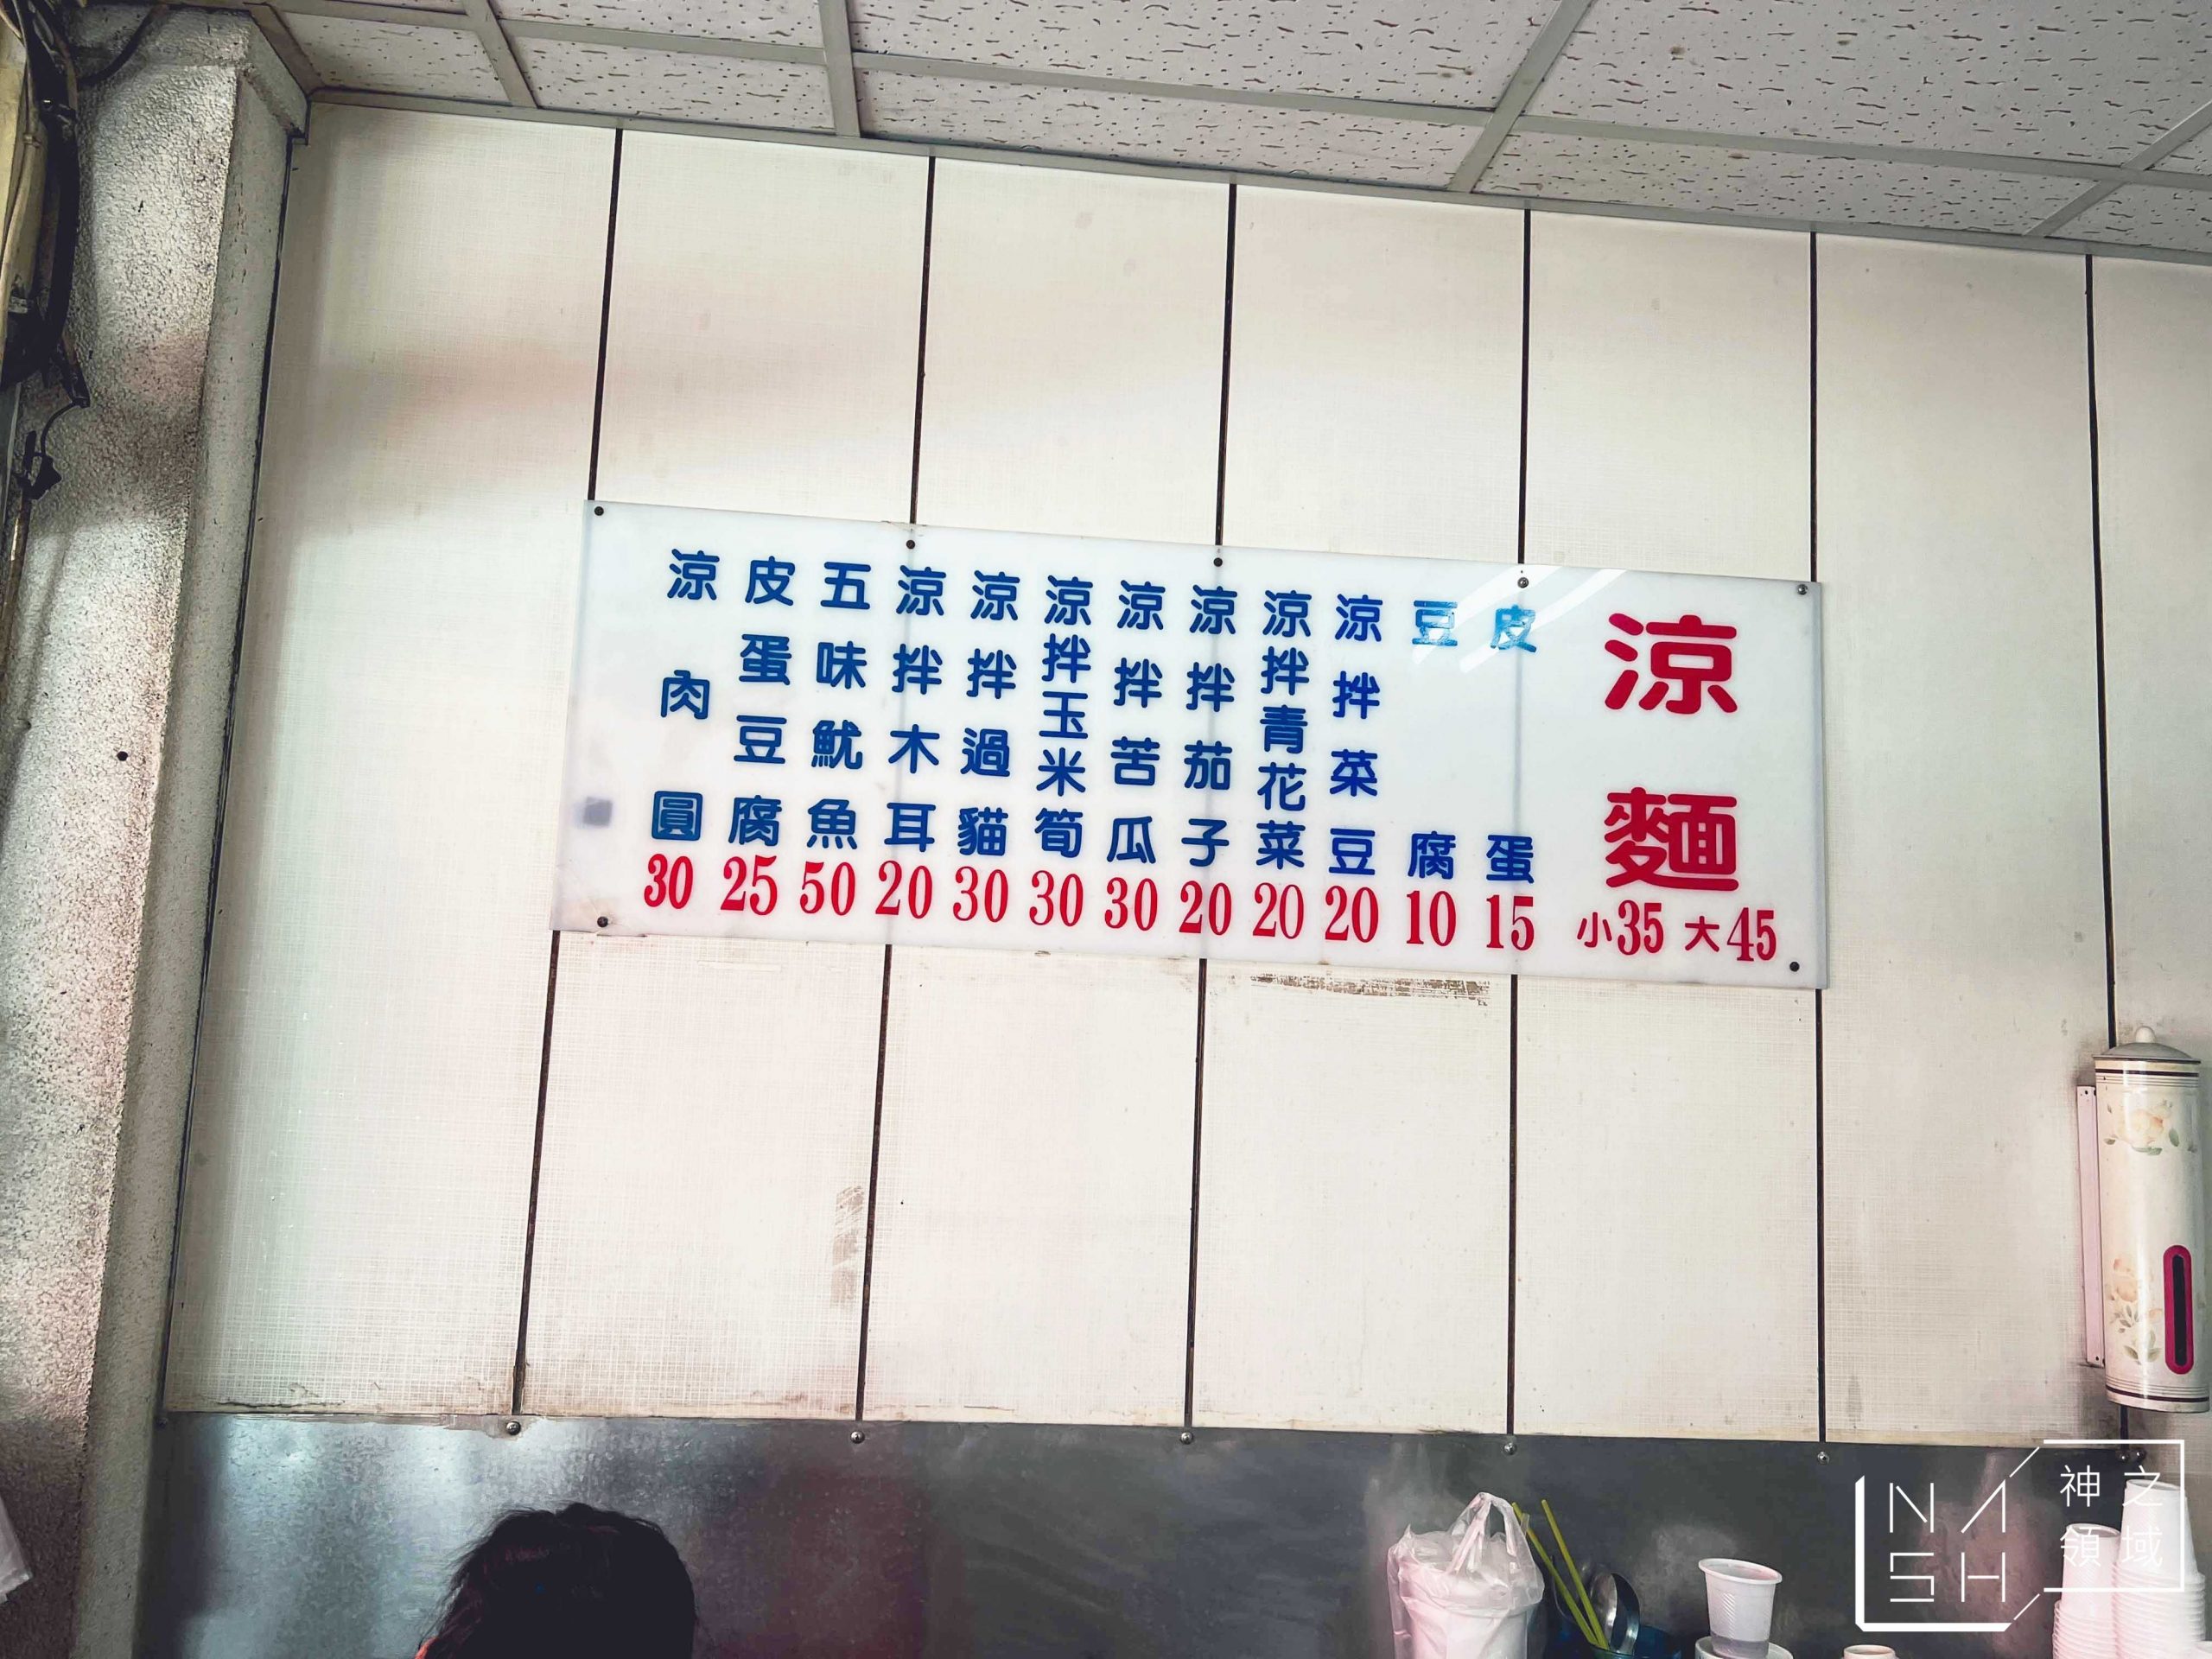 涼麵
小35 大45
皮蛋 15
豆腐 10
涼拌菜豆 20
涼拌青花菜 20
涼拌茄子 20
涼拌苦瓜 30
涼拌玉米筍 30
涼拌過貓 30
涼拌木耳 20
五味魷魚 50
皮蛋豆腐 25
涼肉圓 30
NASH
神之領域